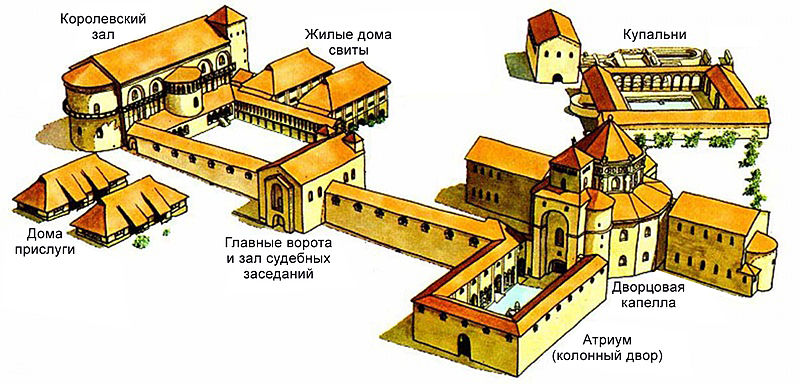 Королевский
зал
Жилые дома
свиты
Купальни
Дома
прислуги
Главные ворота
и зал судебных
заседаний
Дворцовая
капелла
Атриум
(колонный двор)